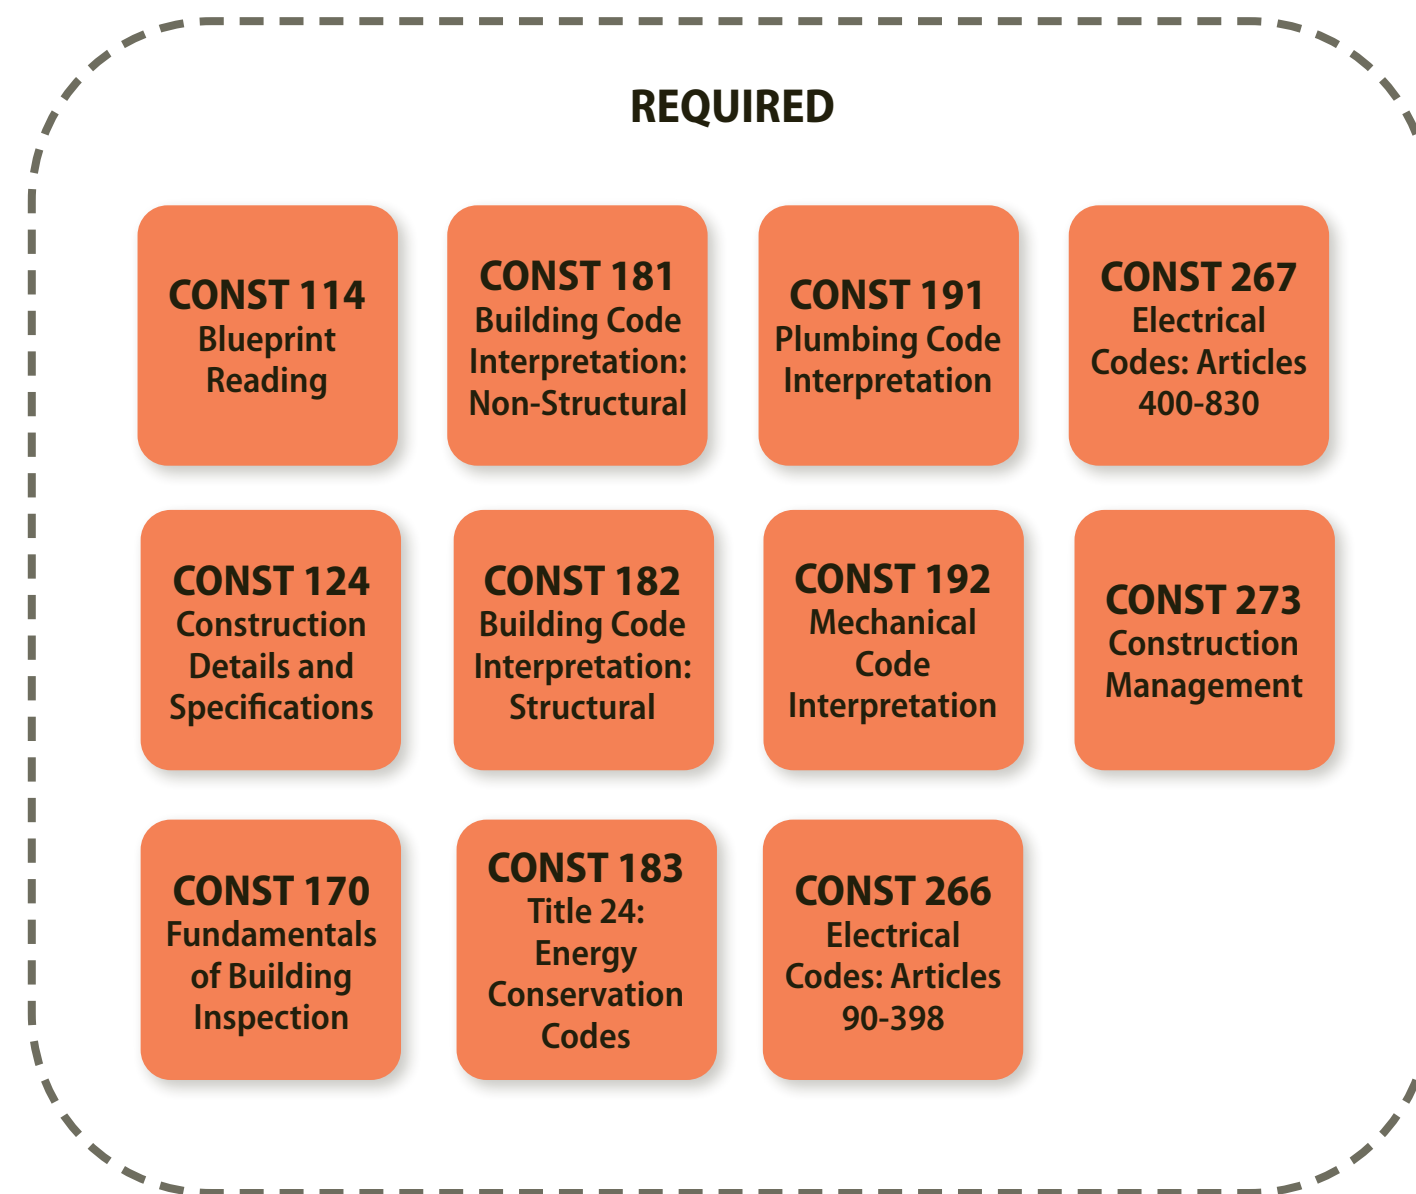 REQUIRED
CONST 114
Blueprint
Reading
CONST 181
Building Code
Interpretation:
Non-Structural
CONST 191
Plumbing Code
Interpretation
CONST 267
Electrical
Codes: Articles
400-830
CONST 124
Construction
Details and
Specifications
CONST 182
Building Code
Interpretation:
Structural
CONST 192
Mechanical
Code
Interpretation
CONST 273
Construction
Management
CONST 170
Fundamentals
of Building
Inspection
CONST 183
Title 24:
Energy
Conservation
Codes
CONST 266
Electrical
Codes: Articles
90-398